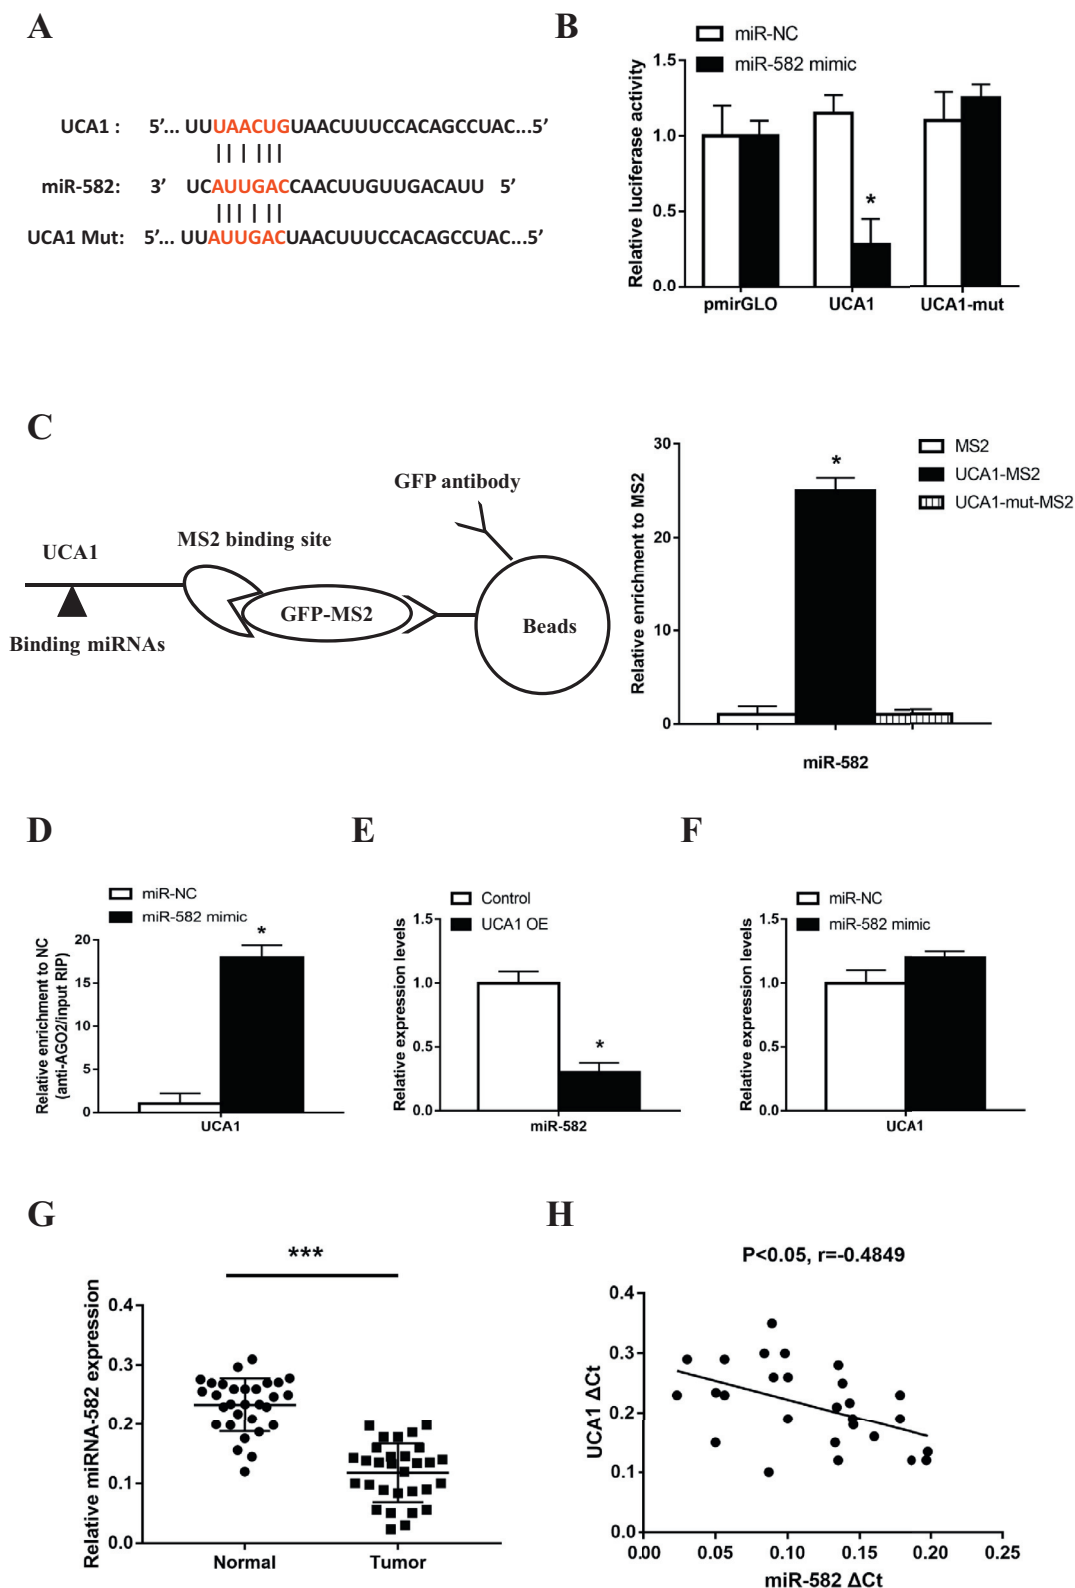 A
UCA1 : 5’... UUUAACUGUAACUUUCCACAGCCUAC...5’
miR-582: 3’ UCAUUGACCAACUUGUUGACAUU 5’
UCA1 Mut: 5’... UUAUUGACUAACUUUCCACAGCCUAC...5’
B
miR-NC
miR-582 mimic
Relative luciferase activity
1.5
1.0
0.5
0.0
*
pmirGLO UCA1 UCA1-mut
C
UCA1
Binding miRNAs
MS2 binding site
GFP-MS2
GFP antibody
Beads
MS2
UCA1-MS2
UCA1-mut-MS2
Relative enrichment to MS2
30
20
10
0
*
miR-582
D
miR-NC
miR-582 mimic
Relative enrichment to NC
(anti-AGO2/input RIP)
20
15
10
5
0
*
UCA1
E
Control
UCA1 OE
Relative expression levels
1.5
1.0
0.5
0.0
*
miR-582
F
miR-NC
miR-582 mimic
Relative expression levels
1.5
1.0
0.5
0.0
UCA1
G
***
Relative miRNA-582 expression
0.4
0.3
0.2
0.1
0.0
Normal Tumor
H
P<0.05, r=-0.4849
UCA1 ΔCt
0.4
0.3
0.2
0.1
0.0
0.00 0.05 0.10 0.15 0.20 0.25
miR-582 ΔCt